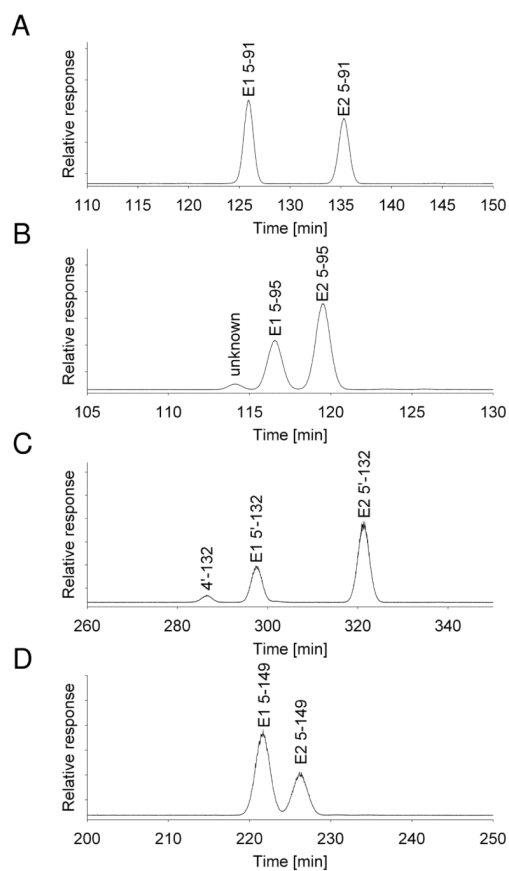 A
Relative response
E1 5-91
E2 5-91
110 115 120 125 130 135 140 145 150
Time [min]
B
Relative response
unknown
E1 5-95
E2 5-95
105 110 115 120 125 130
Time [min]
C
Relative response
4'-132
E1 5'-132
E2 5'-132
260 280 300 320 340
Time [min]
D
Relative response
E1 5-149
E2 5-149
200 210 220 230 240 250
Time [min]